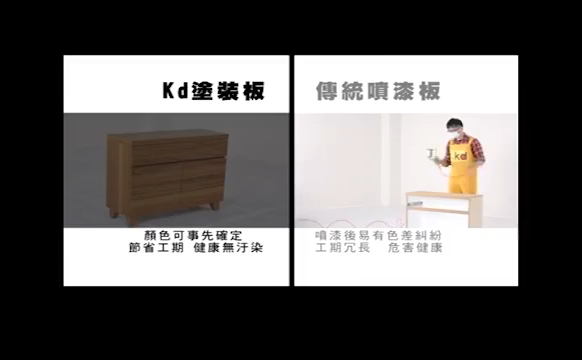 Kd塗裝板
顏色可事先確定
節省工期 健康無汙染
傳統噴漆板
kd
噴漆後易有色差糾紛
工期冗長 危害健康